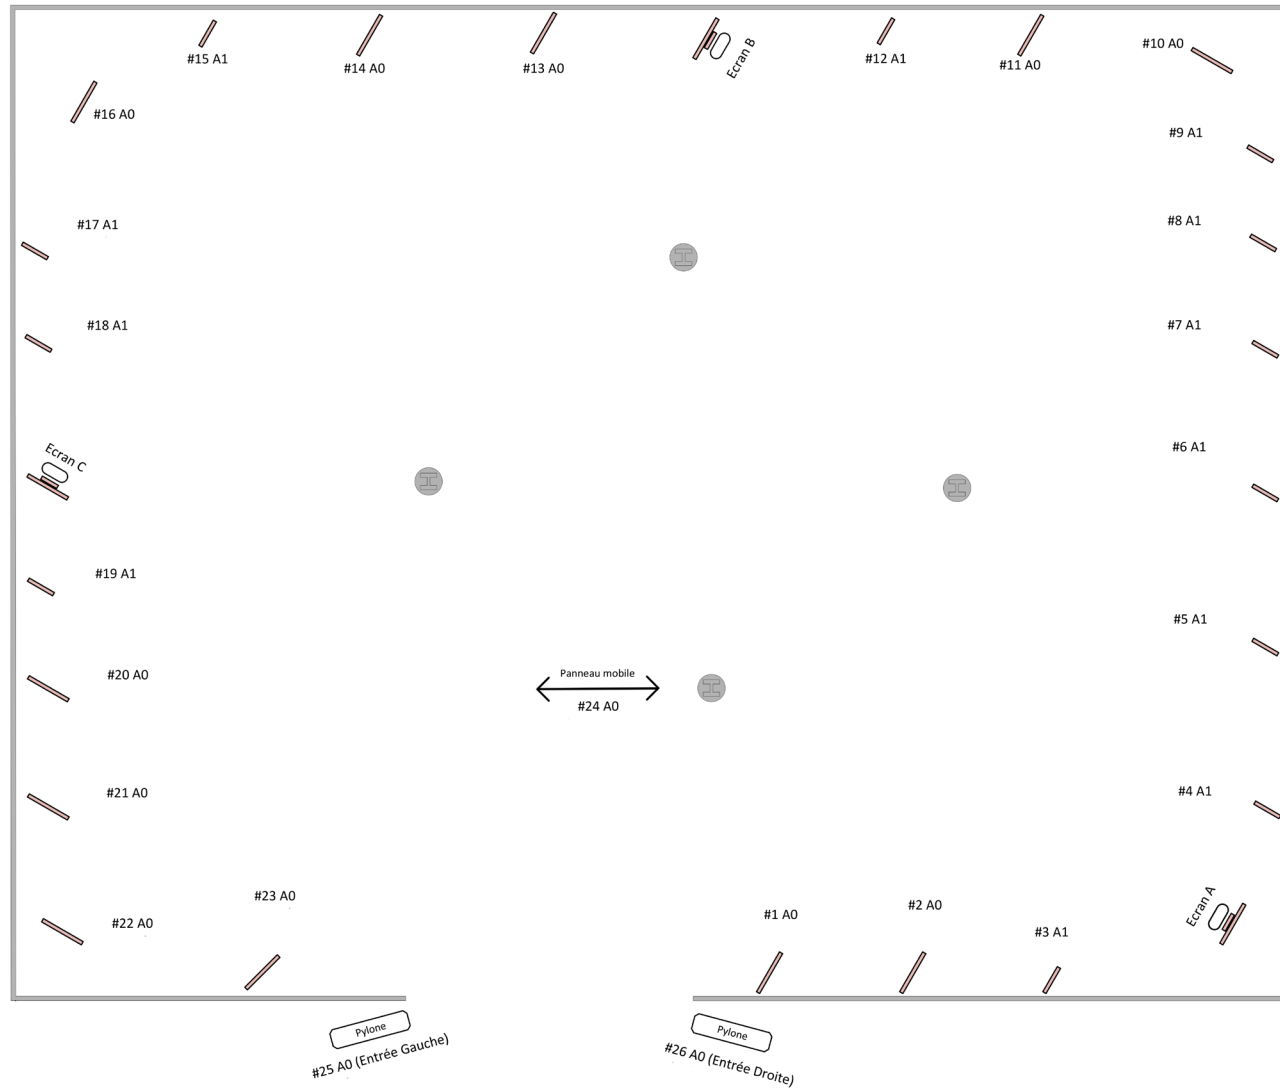 #15 A1
#14 A0
#13 A0
Ecran B
#12 A1
#11 A0
#10 A0
#16 A0
#9 A1
#17 A1
#8 A1
#18 A1
#7 A1
Ecran C
#6 A1
#19 A1
#5 A1
#20 A0
Panneau mobile
#24 A0
#21 A0
#4 A1
#22 A0
#23 A0
#1 A0
#2 A0
#3 A1
Ecran A
Pylone
#25 A0 (Entrée Gauche)
Pylone
#26 A0 (Entrée Droite)